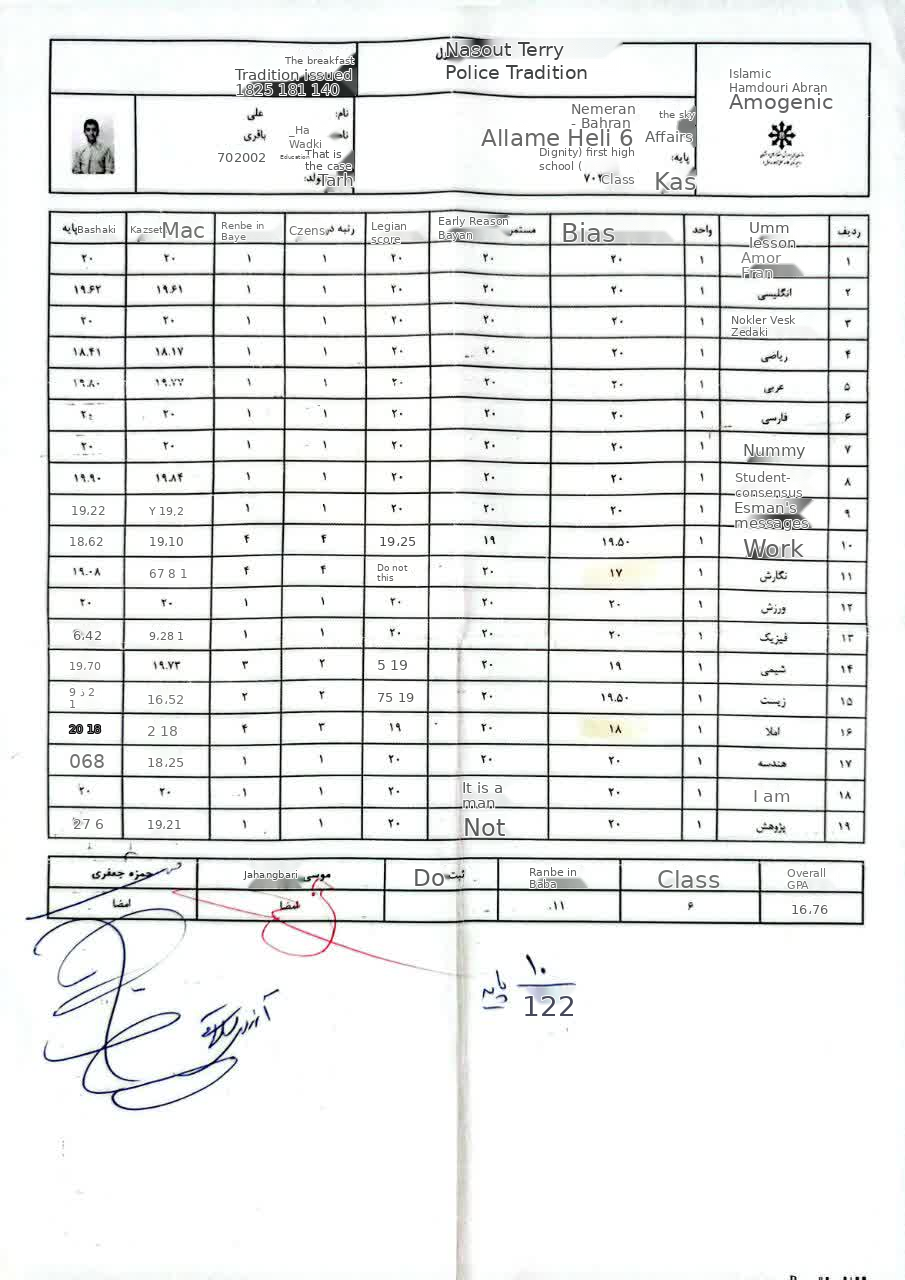 Nasout Terry
Police Tradition
The breakfast
Tradition issued
1825 181 140
Islamic
Hamdouri Abran
Amogenic
Nemeran
- Bahran
the sky
Allame Heli 6
Affairs
Dignity) first high
school (
پایه:
۷۰۲
Class
Kas
نام: علی
باقری
_Ha
Wadki
702002
Education
That is
the case
Tarh
ردیف Umm lesson واحد Bias مستمر Early Reason Bayan Legian score رتبه در Czens Renbe in Baye Mac Kazset پایه Bashaki
۱ Amor Fran ۱ ۲۰ ۲۰ ۲۰ ۱ ۱ ۲۰ ۲۰
۲ انگلیسی ۱ ۲۰ ۲۰ ۲۰ ۱ ۱ ۱۹.۶۱ ۱۹.۶۲
۳ Nokler Vesk Zedaki ۱ ۲۰ ۲۰ ۲۰ ۱ ۱ ۲۰ ۲۰
۴ ریاضی ۱ ۲۰ ۲۰ ۲۰ ۱ ۱ ۱۸.۱۷ ۱۸.۴۱
۵ عربی ۱ ۲۰ ۲۰ ۲۰ ۱ ۱ ۱۹.۷۷ ۱۹.۸۰
۶ فارسی ۱ ۲۰ ۲۰ ۲۰ ۱ ۱ ۲۰ ۲۰
۷ Nummy ۱ ۲۰ ۲۰ ۲۰ ۱ ۱ ۲۰ ۲۰
۸ Student- consensus ۱ ۲۰ ۲۰ ۲۰ ۱ ۱ ۱۹.۸۴ ۱۹.۹۰
۹ Esman's messages ۱ ۲۰ ۲۰ ۲۰ ۱ ۱ Y 19,2 19,22
۱۰ Work ۱ ۱۹.۵۰ ۱۹ 19,25 ۴ ۴ 19,10 18,62
۱۱ نگارش ۱ ۱۷ ۲۰ Do not this ۴ ۴ 67 8 1 ۱۹.۰۸
۱۲ ورزش ۱ ۲۰ ۲۰ ۲۰ ۱ ۱ ۲۰ ۲۰
۱۳ فیزیک ۱ ۲۰ ۲۰ ۲۰ ۱ ۱ 9,28 1 6,42
۱۴ شیمی ۱ ۱۹ ۲۰ 5 19 ۲ ۳ ۱۹.۷۳ 19,70
۱۵ زیست ۱ ۱۹.۵۰ ۲۰ 75 19 ۲ ۲ 16,52 9 د 2 1
۱۶ املا ۱ ۱۸ ۲۰ ۱۹ ۳ ۴ 2 18 20 18
۱۷ هندسه ۱ ۲۰ ۲۰ ۲۰ ۱ ۱ 18,25 068
۱۸ I am ۱ ۲۰ It is a man ۲۰ ۱ ۱ ۲۰ ۲۰
۱۹ پژوهش ۱ ۲۰ Not ۲۰ ۱ ۱ 19,21 27 6
Overall GPA Class Ranbe in Baba ثبت Do موسی Jahangbari حمزه جعفری
16,76 ۶ ۱۱ امضا امضا
پایه ۱۰
122